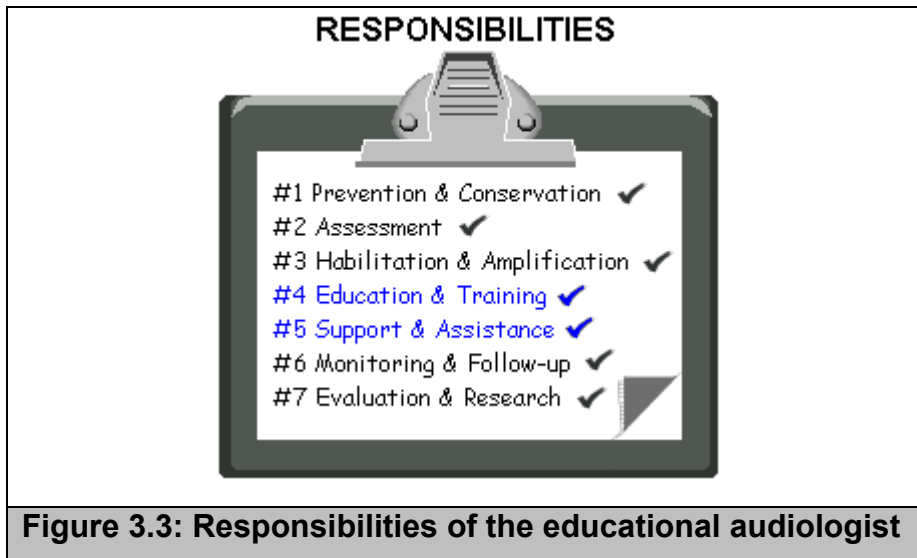 RESPONSIBILITIES
#1 Prevention & Conservation ✔
#2 Assessment ✔
#3 Habilitation & Amplification ✔
#4 Education & Training ✔
#5 Support & Assistance ✔
#6 Monitoring & Follow-up ✔
#7 Evaluation & Research ✔
Figure 3.3: Responsibilities of the educational audiologist